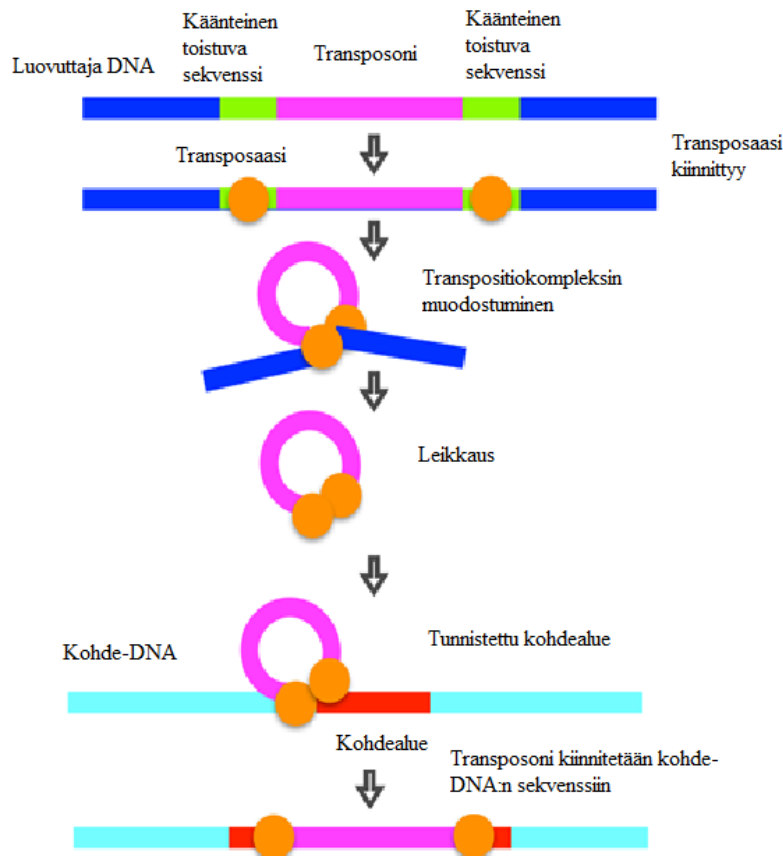 Käänteinen
toistuva
sekvenssi
Käänteinen
toistuva
sekvenssi
Luovuttaja DNA
Transposoni
Transposaasi
Transposaasi
kiinnittyy
Transpositiokompleksin
muodostuminen
Leikkaus
Tunnistettu kohdealue
Kohde-DNA
Kohdealue
Transposoni kiinnitetään kohde-
DNA:n sekvenssiin